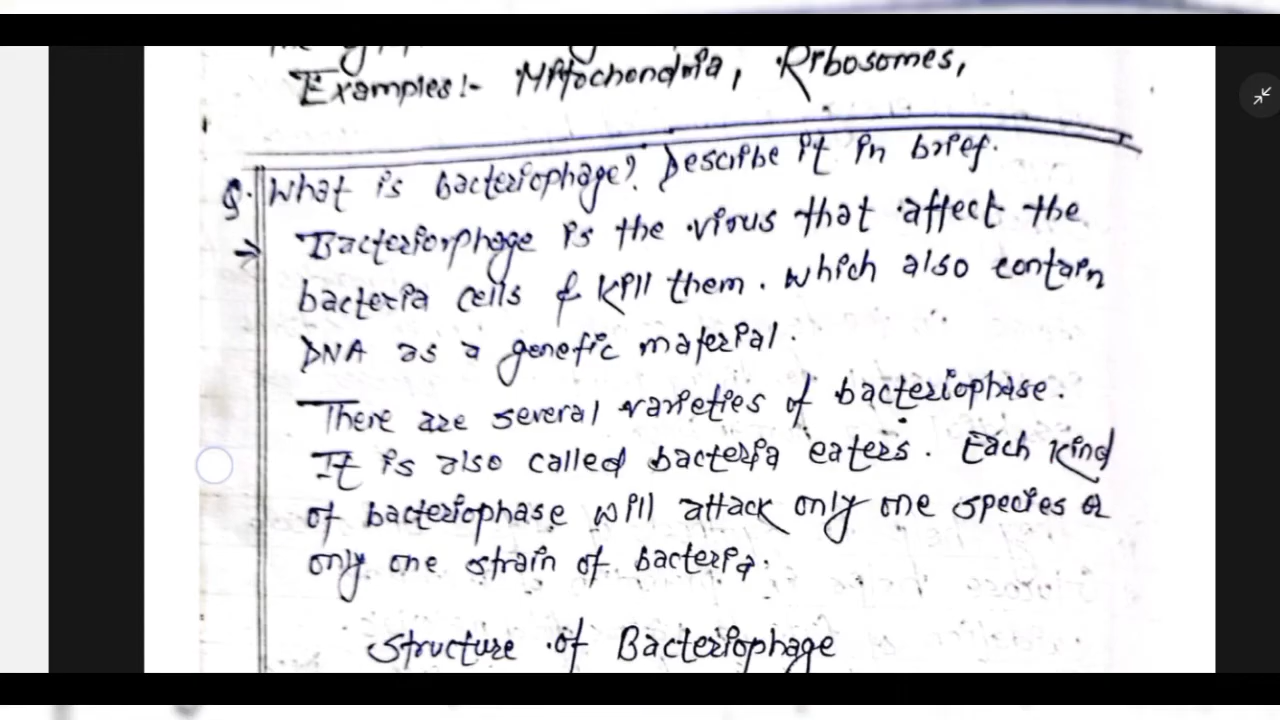 Examples:- Mitochondria, Ribosomes,
Q. What is bacteriophage? Describe it in brief.
→ Bacteriorphage is the virus that affect the
bacteria cells & kill them. which also contain
DNA as a genetic material.
There are several varieties of bacteriophase.
It is also called bacteria eaters. Each kind
of bacteriophase will attack only one species or
only one strain of bacteria.
Structure of Bacteriophage